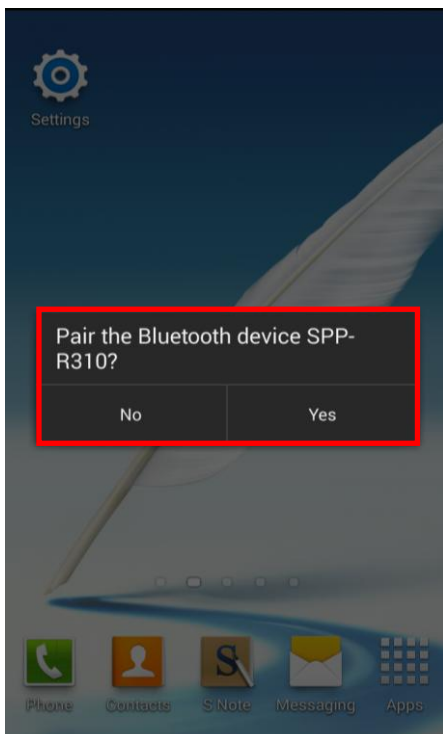 Settings
Pair the Bluetooth device SPP-
R310?
No Yes
Phone Contacts S Note Messaging Apps